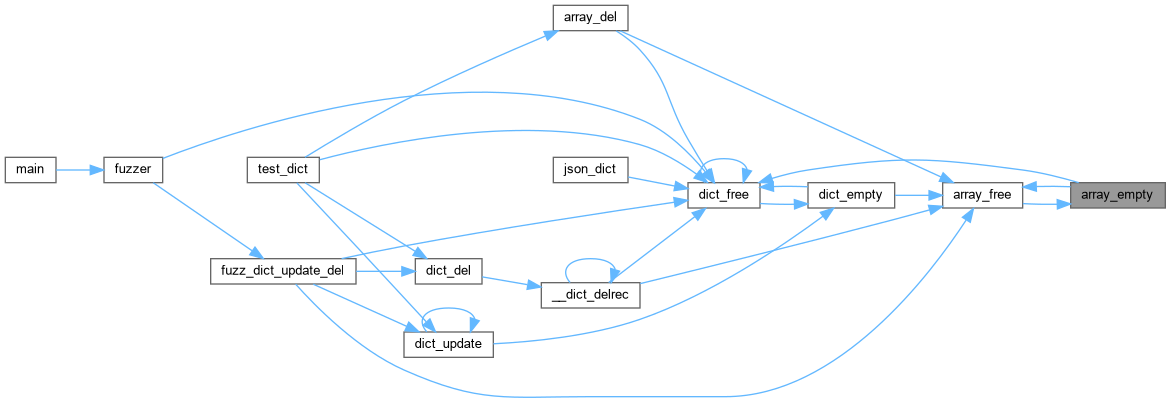 array_del
main
fuzzer
test_dict
json_dict
dict_free
dict_empty
array_free
array_empty
fuzz_dict_update_del
dict_del
__dict_delrec
dict_update